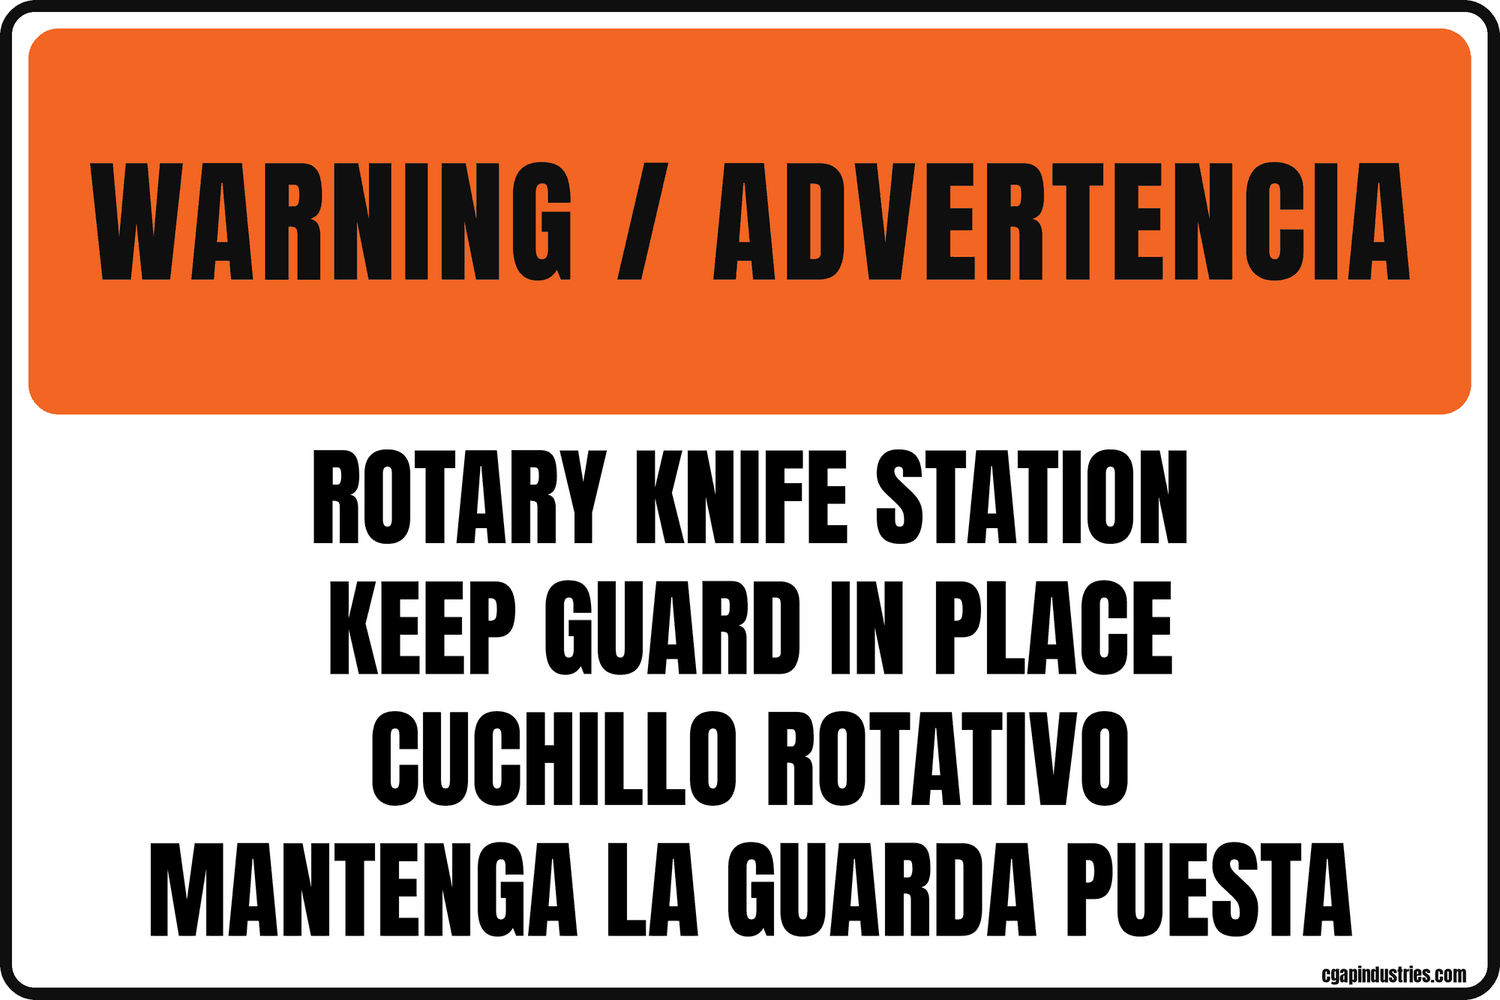 WARNING / ADVERTENCIA
ROTARY KNIFE STATION
KEEP GUARD IN PLACE
CUCHILLO ROTATIVO
MANTENGA LA GUARDA PUESTA
cgapindustries.com